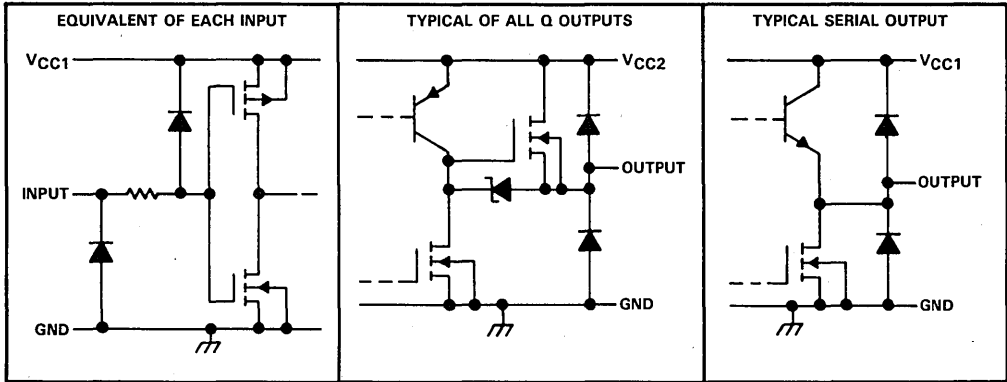 EQUIVALENT OF EACH INPUT
VCC1
INPUT
GND
TYPICAL OF ALL Q OUTPUTS
VCC2
OUTPUT
GND
TYPICAL SERIAL OUTPUT
VCC1
OUTPUT
GND